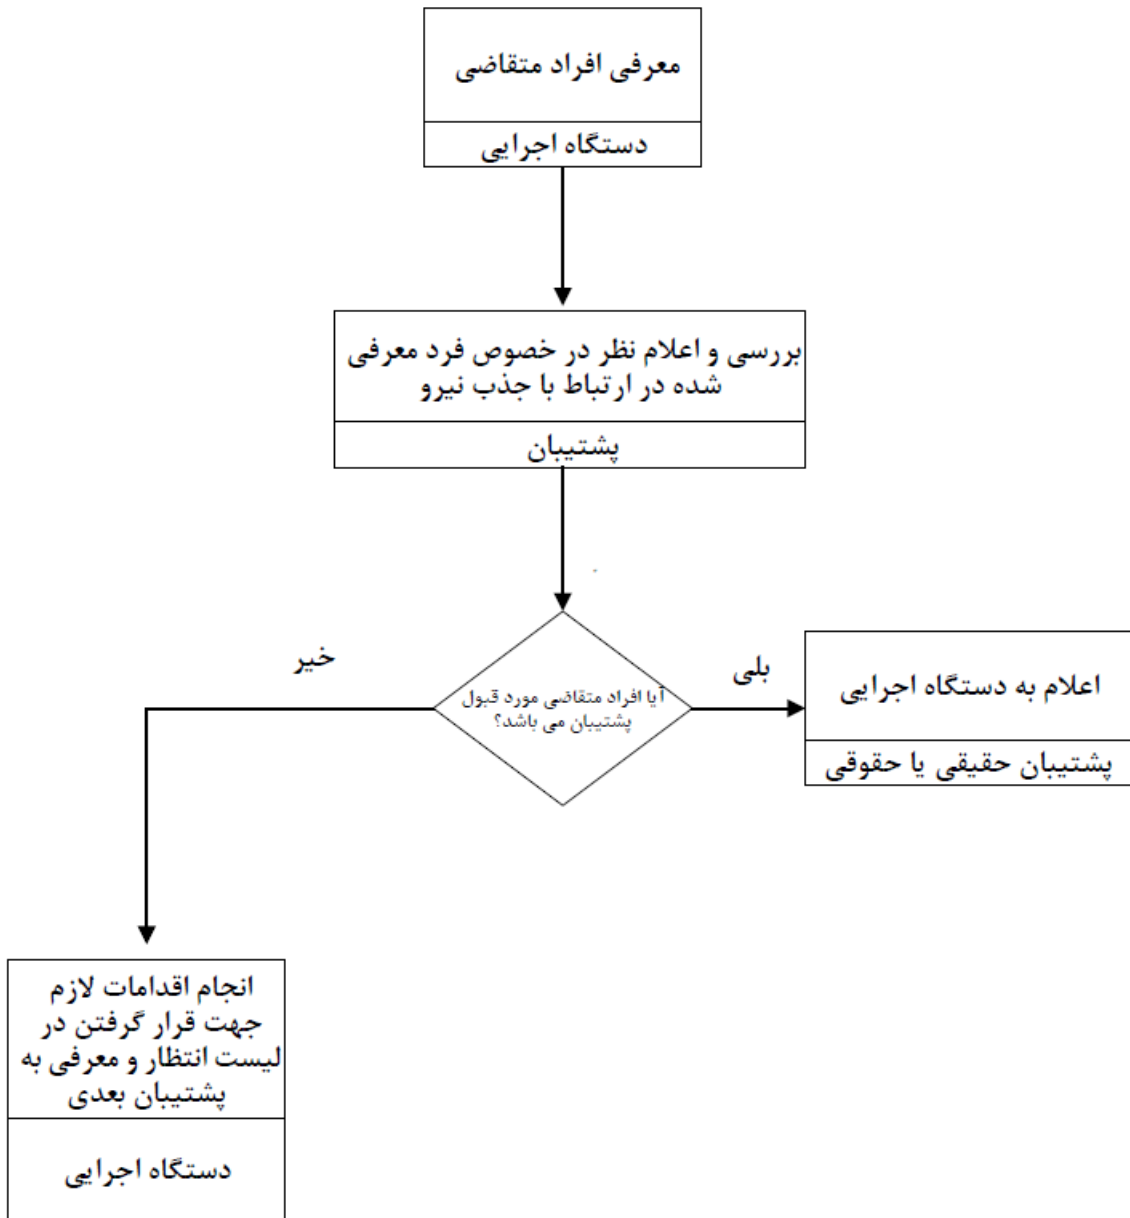 معرفی افراد متقاضی
دستگاه اجرایی
بررسی و اعلام نظر در خصوص فرد معرفی
شده در ارتباط با جذب نیرو
پشتیبان
خیر
بلی
آیا افراد متقاضی مورد قبول
پشتیبان می باشد؟
اعلام به دستگاه اجرایی
پشتیبان حقیقی یا حقوقی
انجام اقدامات لازم
جهت قرار گرفتن در
لیست انتظار و معرفی به
پشتیبان بعدی
دستگاه اجرایی